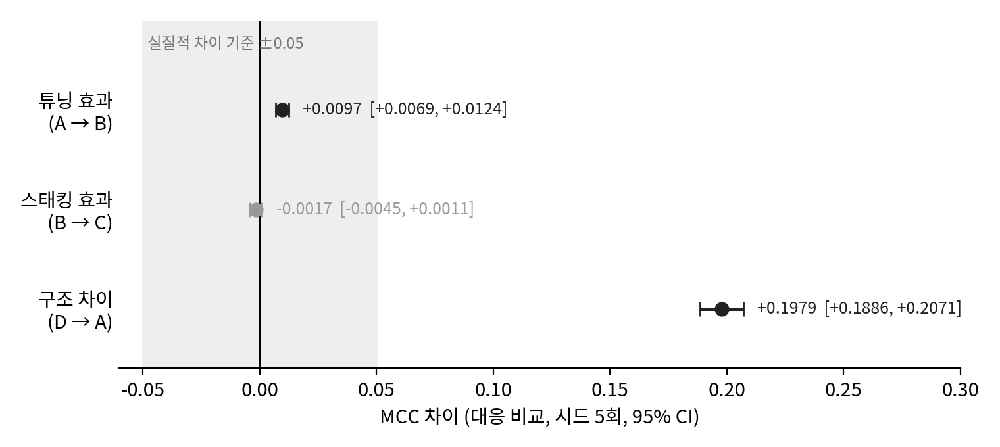 실질적 차이 기준 ±0.05
튜닝 효과
(A → B)
+0.0097 [+0.0069, +0.0124]
스태킹 효과
(B → C)
-0.0017 [-0.0045, +0.0011]
구조 차이
(D → A)
+0.1979 [+0.1886, +0.2071]
-0.05 0.00 0.05 0.10 0.15 0.20 0.25 0.30
MCC 차이 (대응 비교, 시드 5회, 95% CI)